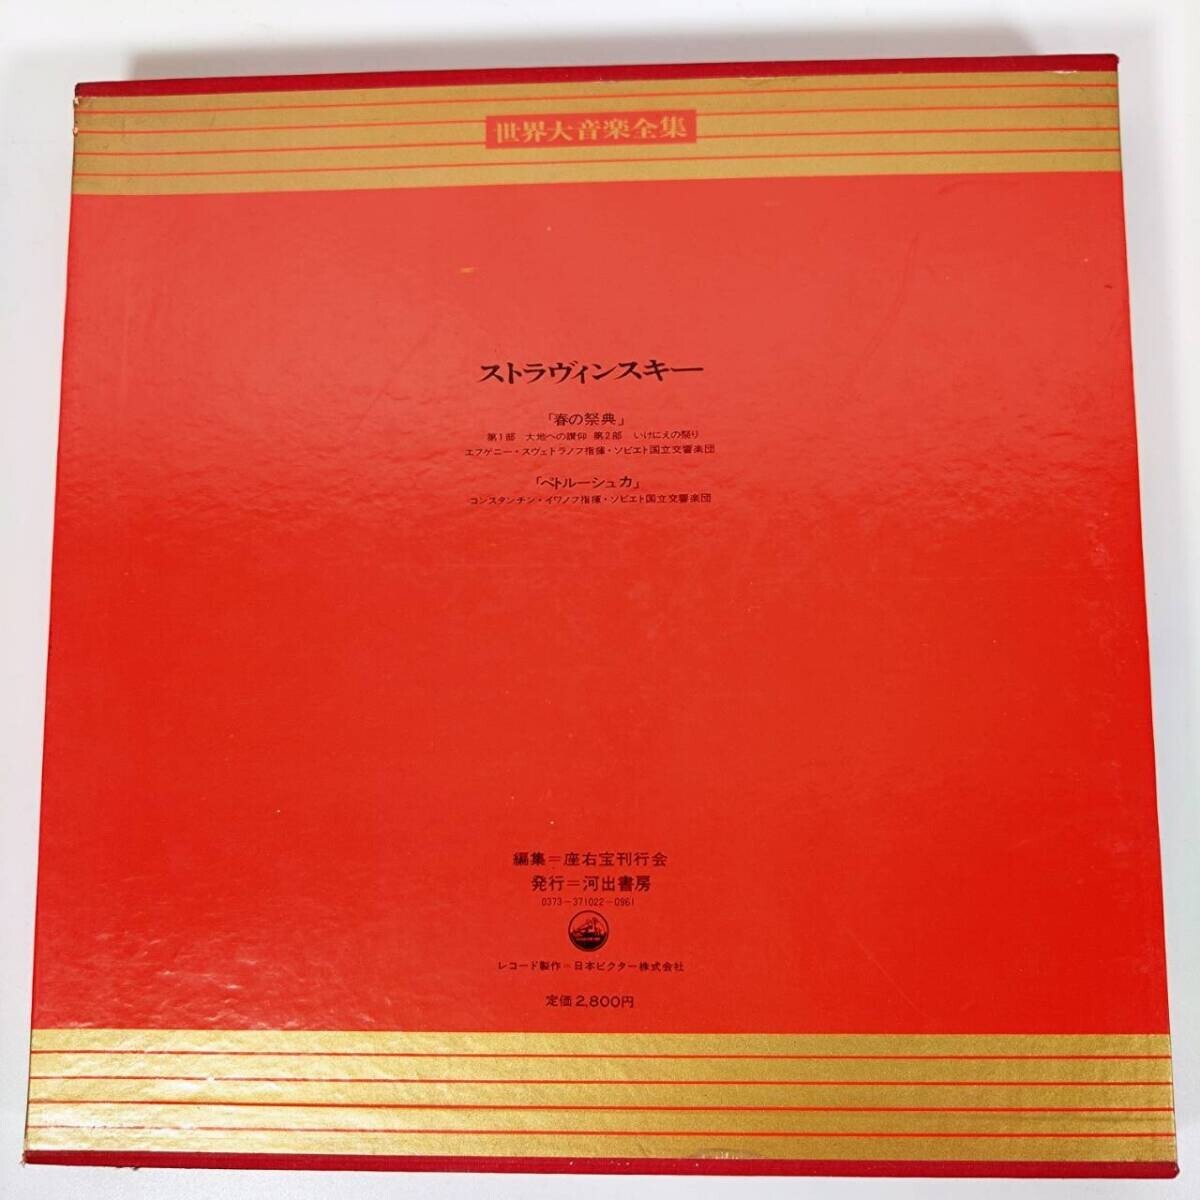 世界大音楽全集
ストラヴィンスキー
「春の祭典」
第1部 大地への讃仰 第2部 いけにえの祭り
エフゲニー・スヴェトラノフ指揮・ソビエト国立交響楽団
「ペトルーシュカ」
コンスタンチン・イワノフ指揮・ソビエト国立交響楽団
編集=座右宝刊行会
発行=河出書房
0373-371022-0961
レコード製作=日本ビクター株式会社
定価2,800円